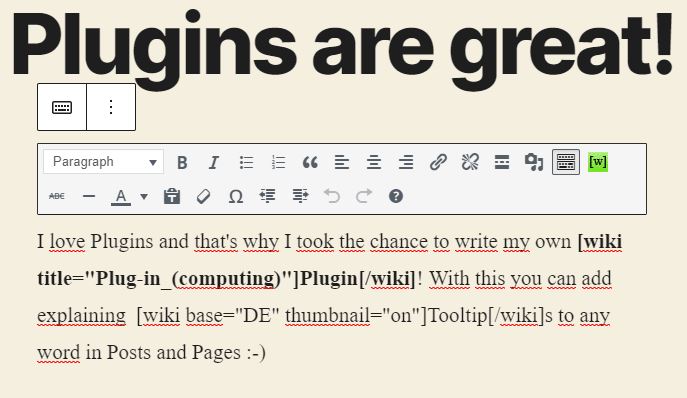 Plugins are great!
Paragraph
[w]
ABC
I love Plugins and that's why I took the chance to write my own [wiki
title="Plug-in_(computing)"]Plugin[/wiki]! With this you can add
explaining  [wiki base="DE" thumbnail="on"]Tooltip[/wiki]s to any
word in Posts and Pages :-)